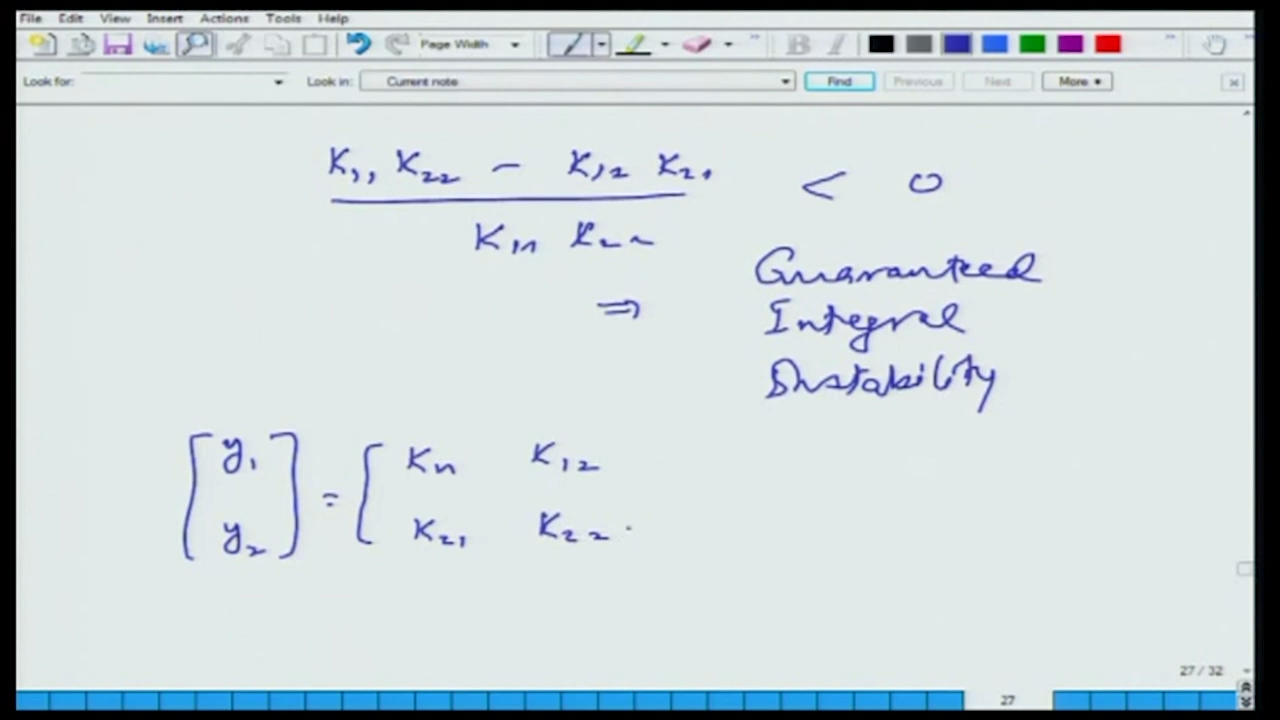 File Edit View Insert Actions Tools Help
Page Width
Look for: Look in: Current note Find Previous Next More
K₁₁ K₂₂ - K₁₂ K₂₁ < 0
K₁₁ K₂₂
Guaranteed
⇒ Integral
Instability
[y₁ = [K₁₁ K₁₂
y₂] K₂₁ K₂₂
27 / 32
27